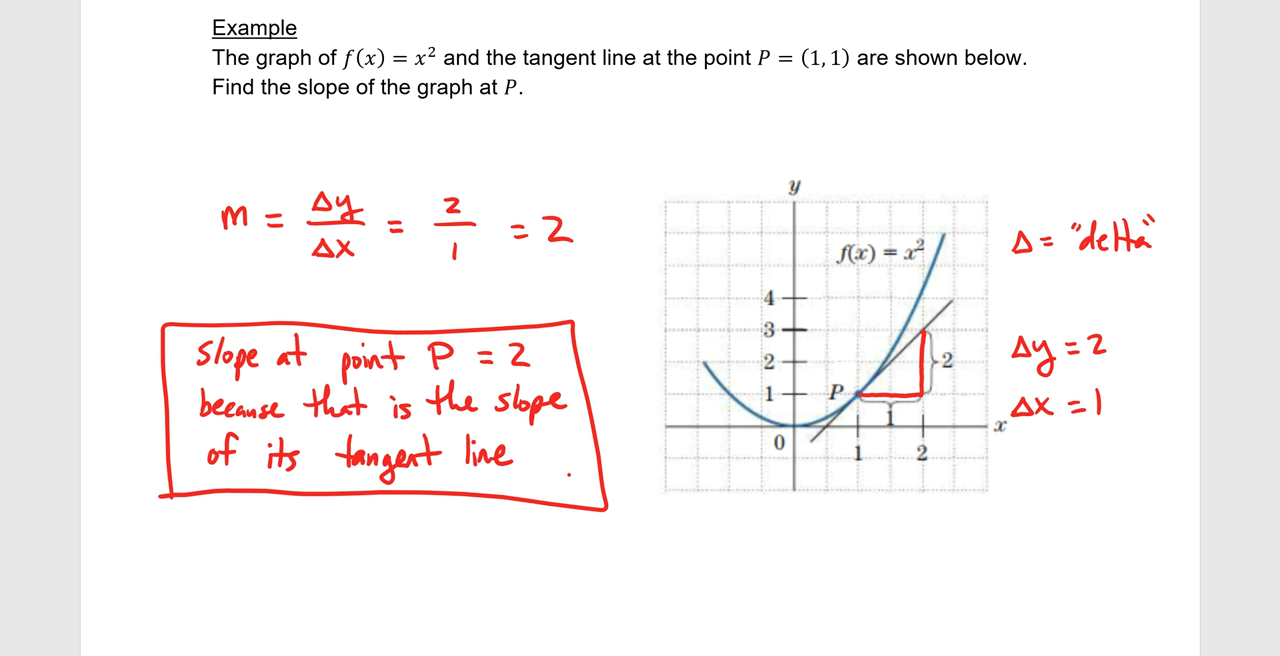 Example
The graph of f(x) = x² and the tangent line at the point P = (1, 1) are shown below.
Find the slope of the graph at P.
m = Δy/Δx = 2/1 = 2
slope at point P = 2
because that is the slope
of its tangent line .
y
f(x) = x²
4
3
2
1
P
2
1
0
1
2
x
Δ = "delta"
Δy = 2
Δx = 1